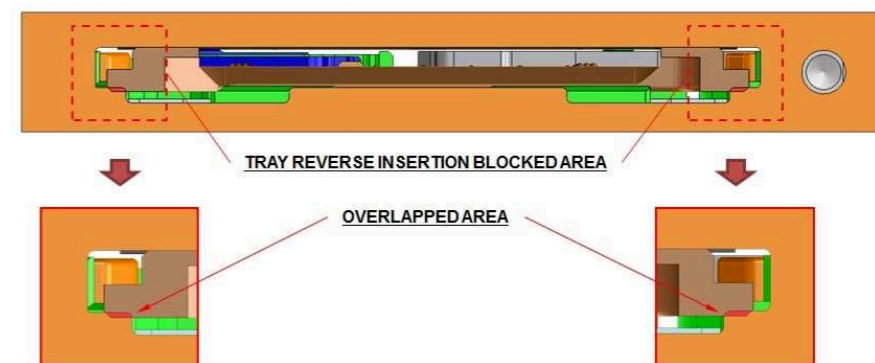 TRAY REVERSE INSERTION BLOCKED AREA
OVERLAPPED AREA